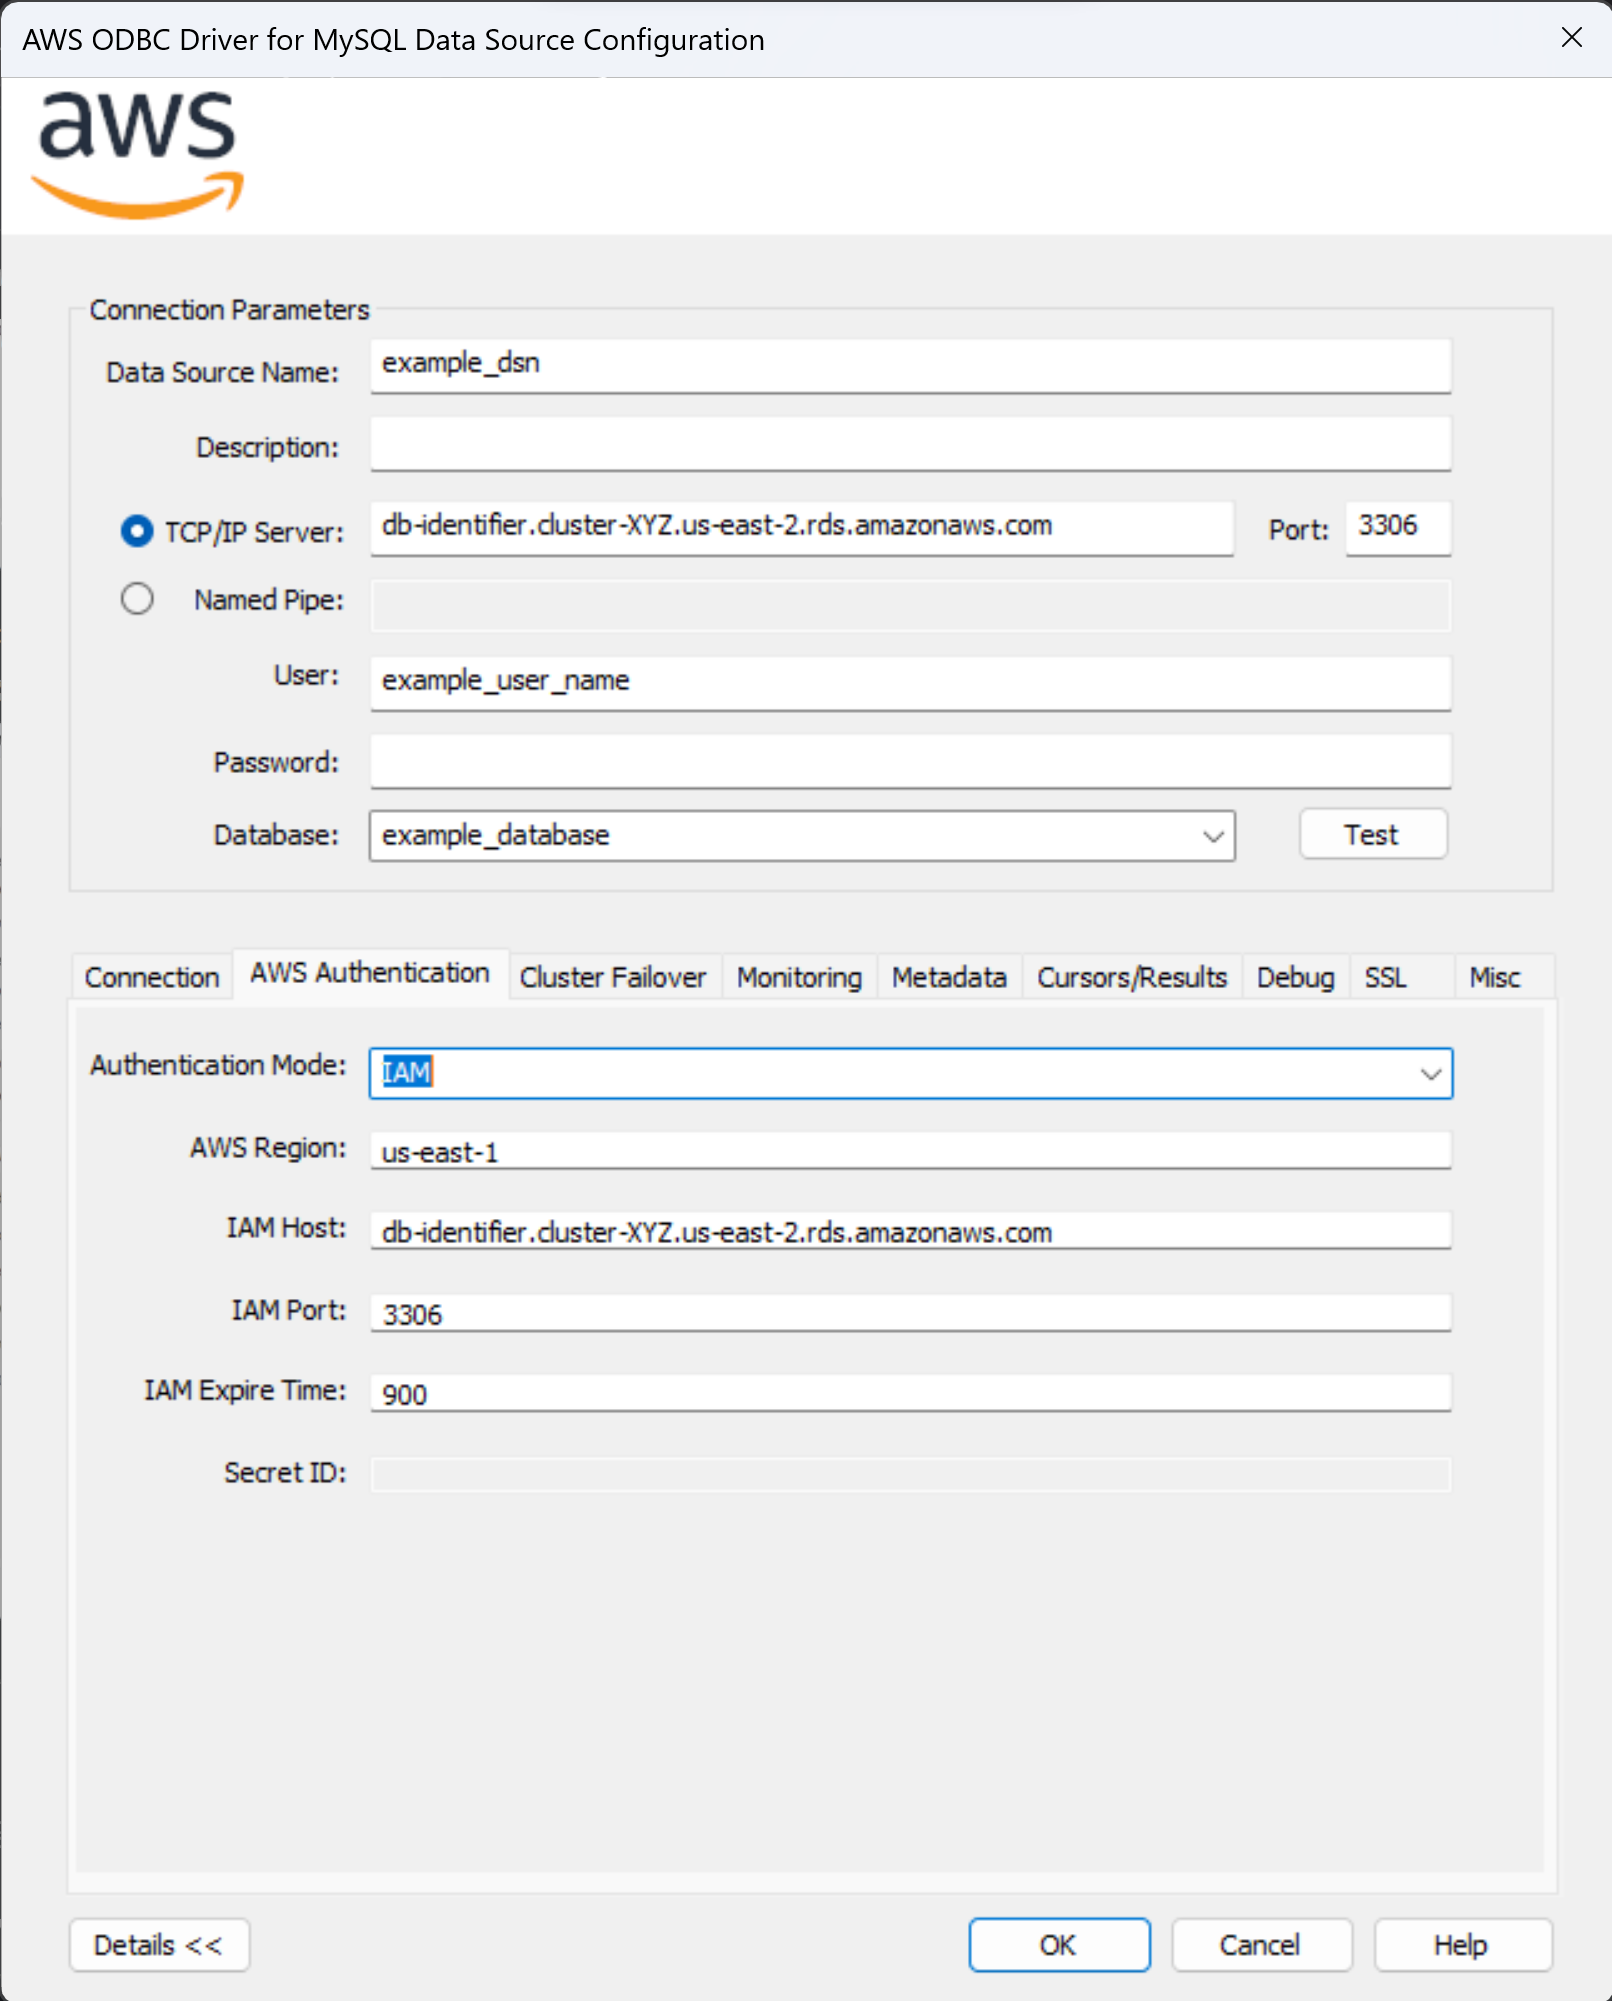 AWS ODBC Driver for MySQL Data Source Configuration
aws
Connection Parameters
Data Source Name: example_dsn
Description:
TCP/IP Server: db-identifier.cluster-XYZ.us-east-2.rds.amazonaws.com Port: 3306
Named Pipe:
User: example_user_name
Password:
Database: example_database Test
Connection AWS Authentication Cluster Failover Monitoring Metadata Cursors/Results Debug SSL Misc
Authentication Mode: IAM
AWS Region: us-east-1
IAM Host: db-identifier.cluster-XYZ.us-east-2.rds.amazonaws.com
IAM Port: 3306
IAM Expire Time: 900
Secret ID:
Details << OK Cancel Help